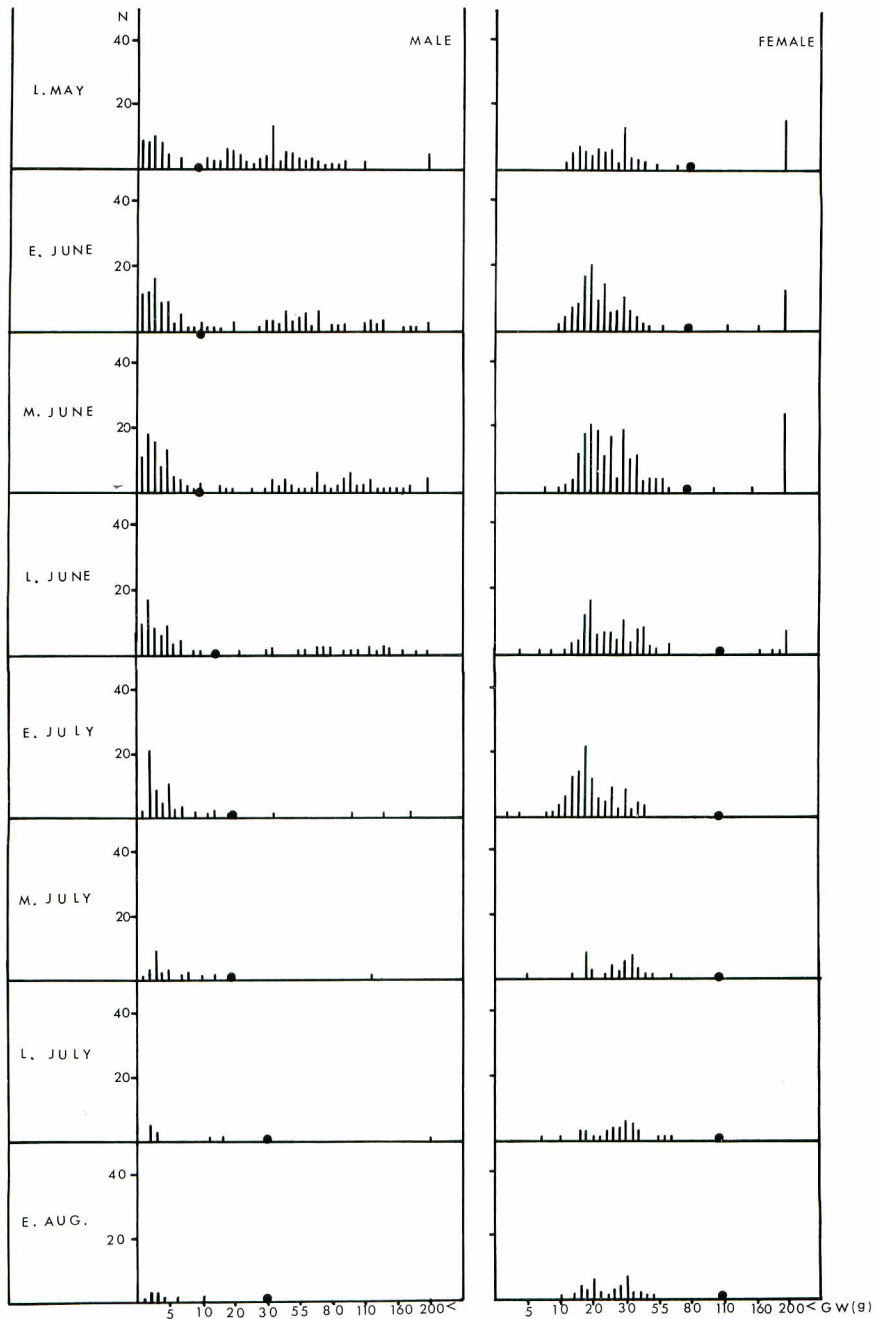 N
40
MALE
FEMALE
L. MAY
20
40
E. JUNE
20
40
M. JUNE
20
40
L. JUNE
20
40
E. JULY
20
40
M. JULY
20
40
L. JULY
20
40
E. AUG.
20
5 10 20 30 55 80 110 160 200<
5 10 20 30 55 80 110 160 200< GW(g)